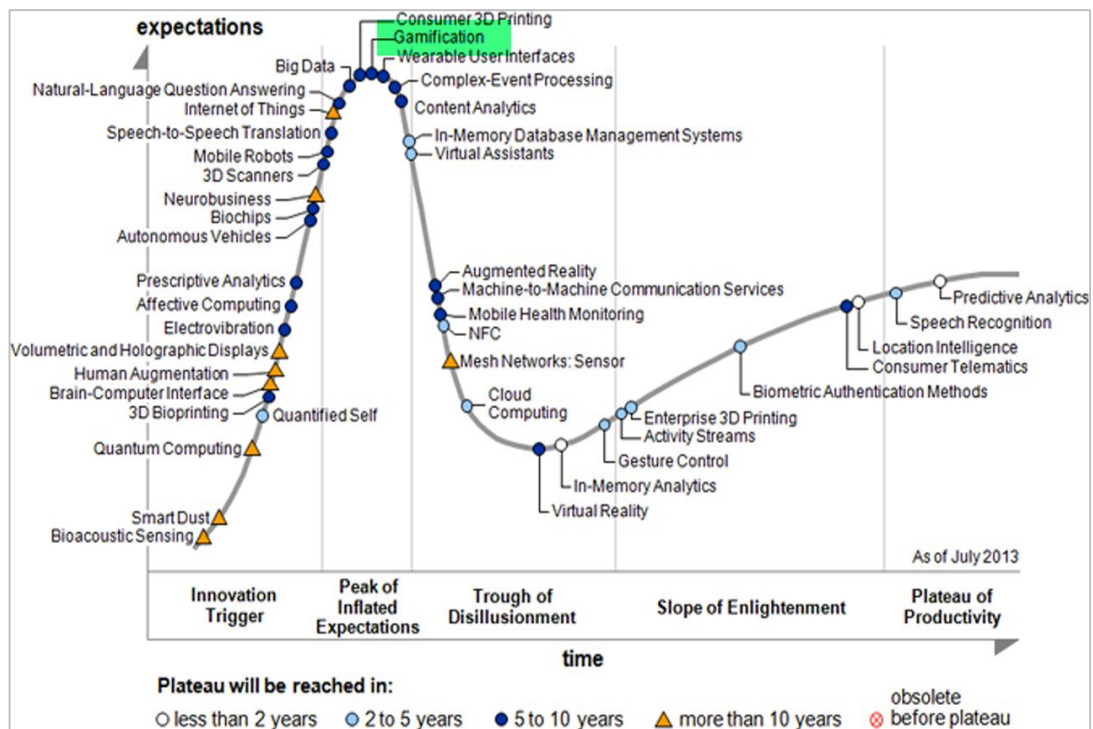 expectations
Consumer 3D Printing
Gamification
Wearable User Interfaces
Big Data
Complex-Event Processing
Natural-Language Question Answering
Content Analytics
Internet of Things
Speech-to-Speech Translation
In-Memory Database Management Systems
Mobile Robots
Virtual Assistants
3D Scanners
Neurobusiness
Biochips
Autonomous Vehicles
Augmented Reality
Prescriptive Analytics
Machine-to-Machine Communication Services
Affective Computing
Mobile Health Monitoring
Electrovibration
NFC
Volumetric and Holographic Displays
Mesh Networks: Sensor
Human Augmentation
Brain-Computer Interface
Cloud
Computing
3D Bioprinting
Quantified Self
Quantum Computing
Smart Dust
Bioacoustic Sensing
Predictive Analytics
Speech Recognition
Location Intelligence
Consumer Telematics
Biometric Authentication Methods
Enterprise 3D Printing
Activity Streams
Gesture Control
In-Memory Analytics
Virtual Reality
As of July 2013
Innovation
Trigger
Peak of
Inflated
Expectations
Trough of
Disillusionment
Slope of Enlightenment
Plateau of
Productivity
time
Plateau will be reached in:
less than 2 years
2 to 5 years
5 to 10 years
more than 10 years
obsolete
before plateau